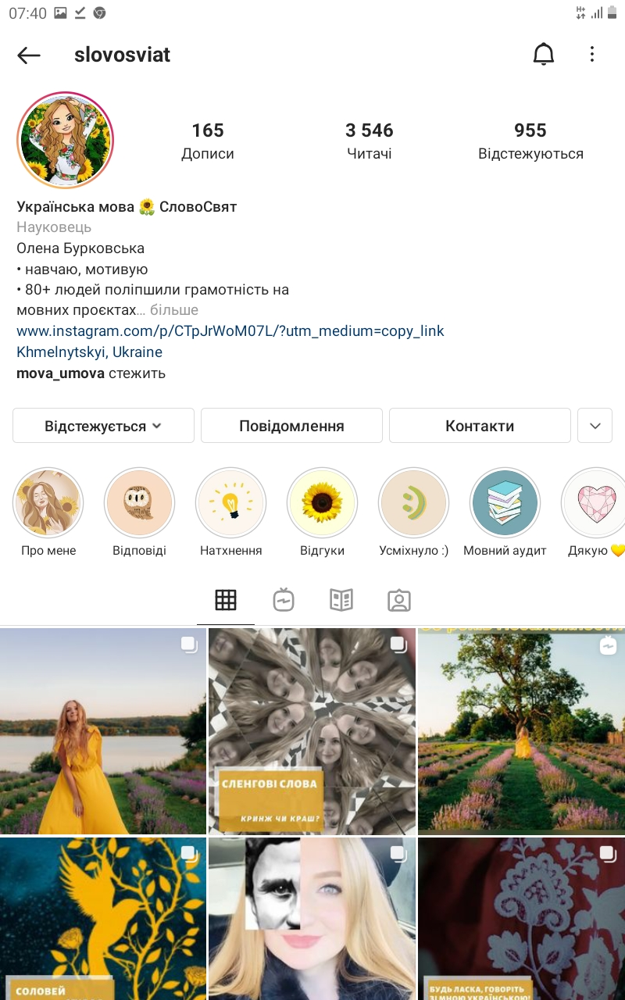 07:40
H+
slovosviat
165
Дописи
3 546
Читачі
955
Відстежуються
Українська мова 🌻 СловоСвят
Науковець
Олена Бурковська
• навчаю, мотивую
• 80+ людей поліпшили грамотність на
мовних проєктах... більше
www.instagram.com/p/CTpJrWoM07L/?utm_medium=copy_link
Khmelnytskyi, Ukraine
mova_umova стежить
Відстежується
Повідомлення
Контакти
Про мене
Відповіді
Натхнення
Відгуки
Усміхнуло :)
Мовний аудит
Дякую 💛
СЛЕНГОВІ СЛОВА
КРИНЖ ЧИ КРАШ?
СОЛОВЕЙ
БУДЬ ЛАСКА, ГОВОРІТЬ
ЗІ МНОЮ УКРАЇНСЬКОЮ!